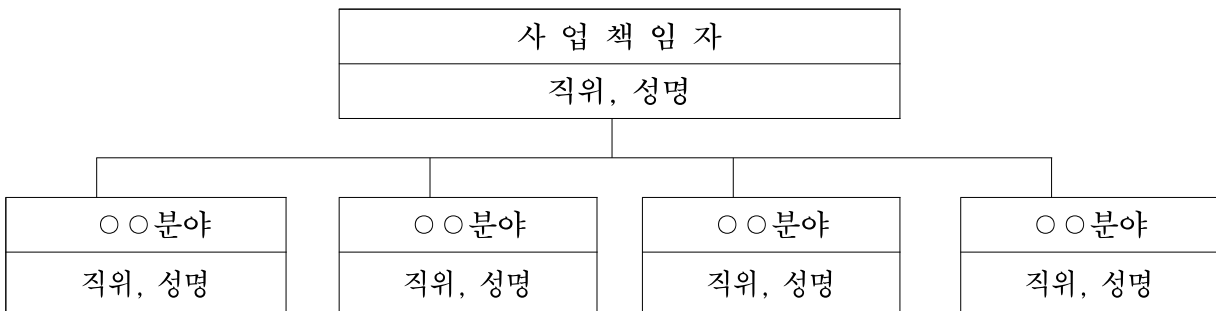 사 업 책 임 자
직위, 성명
○○분야 ○○분야 ○○분야 ○○분야
직위, 성명 직위, 성명 직위, 성명 직위, 성명